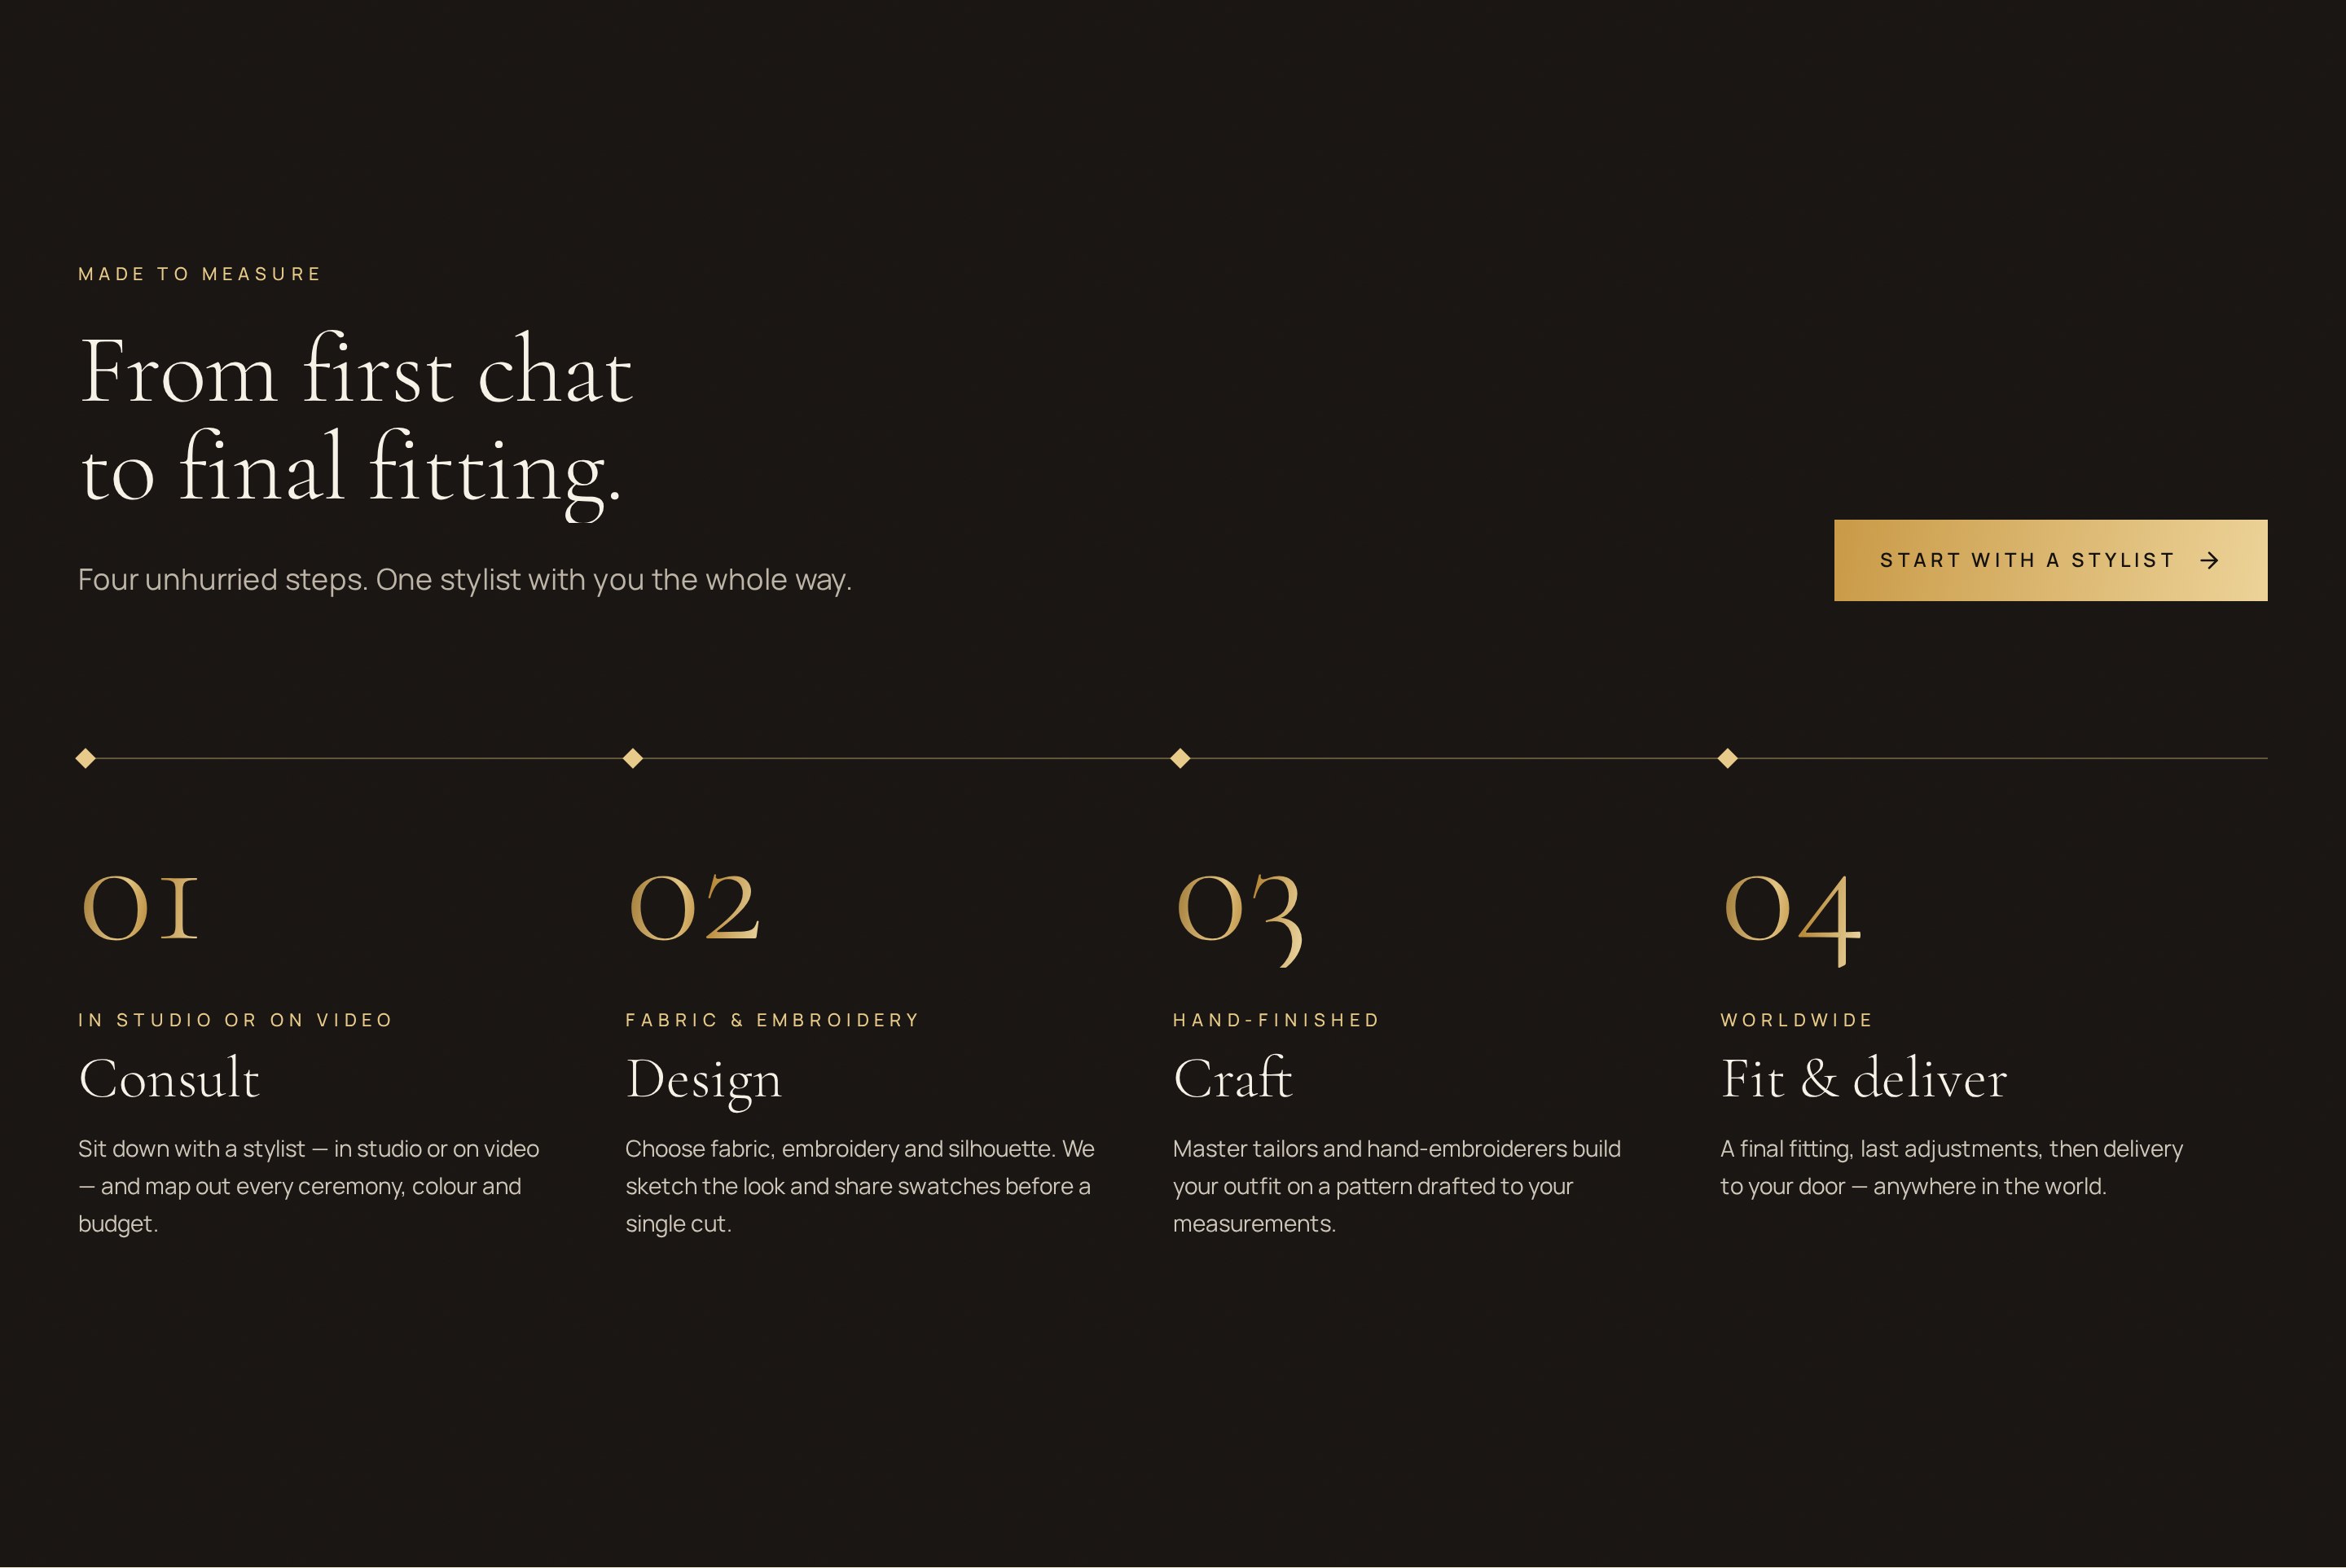 MADE TO MEASURE
From first chat
to final fitting.
Four unhurried steps. One stylist with you the whole way.
START WITH A STYLIST →
01
IN STUDIO OR ON VIDEO
Consult
Sit down with a stylist — in studio or on video
— and map out every ceremony, colour and
budget.
02
FABRIC & EMBROIDERY
Design
Choose fabric, embroidery and silhouette. We
sketch the look and share swatches before a
single cut.
03
HAND-FINISHED
Craft
Master tailors and hand-embroiderers build
your outfit on a pattern drafted to your
measurements.
04
WORLDWIDE
Fit & deliver
A final fitting, last adjustments, then delivery
to your door — anywhere in the world.